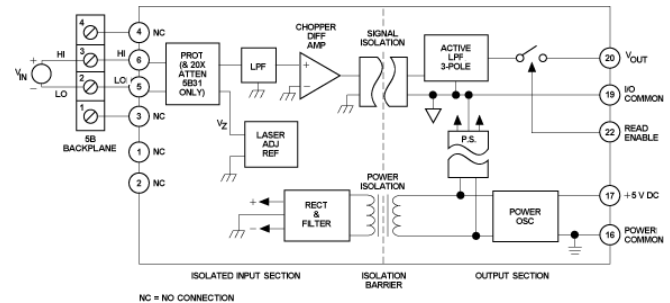 4
3
2
1
V IN
+
−
HI
LO
5B
BACKPLANE
4
NC
HI
6
LO
5
3
NC
1
NC
2
NC
PROT
(& 20X
ATTEN
5B31
ONLY)
LPF
CHOPPER
DIFF
AMP
+
−
SIGNAL
ISOLATION
ACTIVE
LPF
3-POLE
VZ
LASER
ADJ
REF
P.S.
POWER
ISOLATION
+
−
RECT
&
FILTER
POWER
OSC
20
VOUT
19
I/O
COMMON
22
READ
ENABLE
17
+5 V DC
16
POWER
COMMON
ISOLATED INPUT SECTION
ISOLATION
BARRIER
OUTPUT SECTION
NC = NO CONNECTION